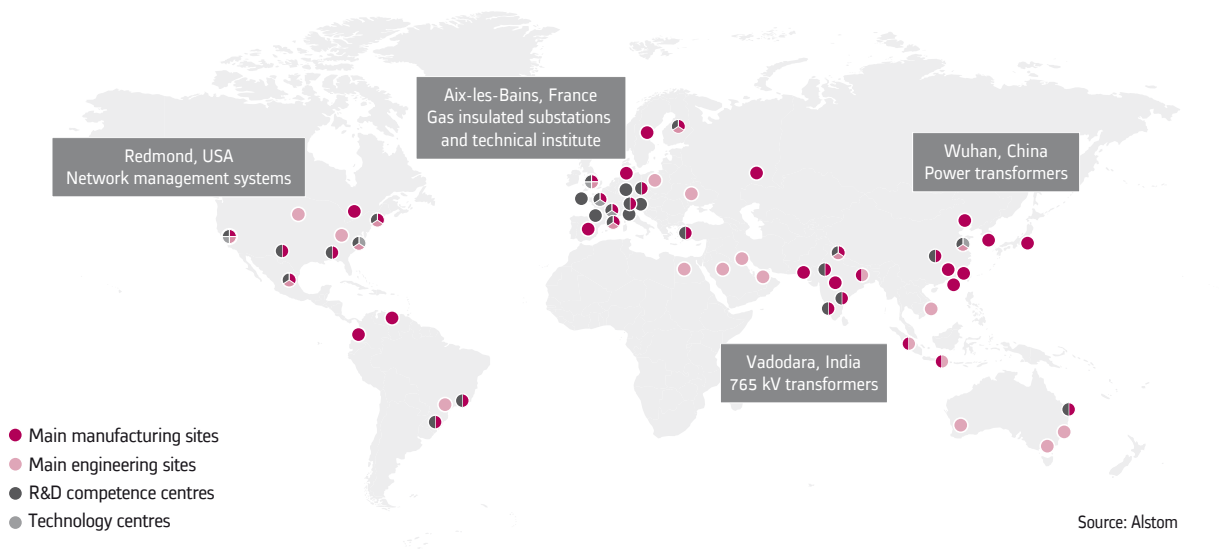 Aix-les-Bains, France
Gas insulated substations
and technical institute
Redmond, USA
Network management systems
Wuhan, China
Power transformers
Vadodara, India
765 kV transformers
Main manufacturing sites
Main engineering sites
R&D competence centres
Technology centres
Source: Alstom